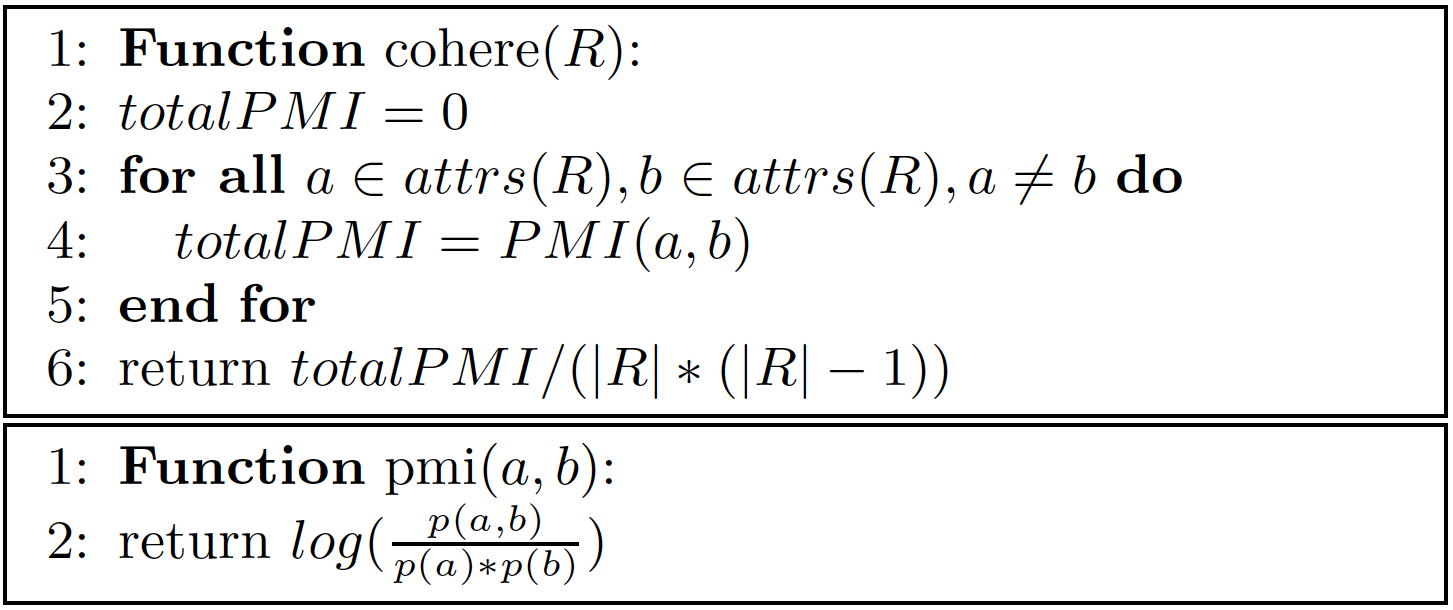 1: Function cohere(R):
2: totalPMI = 0
3: for all a ∈ attrs(R), b ∈ attrs(R), a ≠ b do
4: totalPMI = PMI(a, b)
5: end for
6: return totalPMI/(|R| ∗ (|R| − 1))
1: Function pmi(a, b):
2: return log(p(a,b)/p(a)∗p(b))